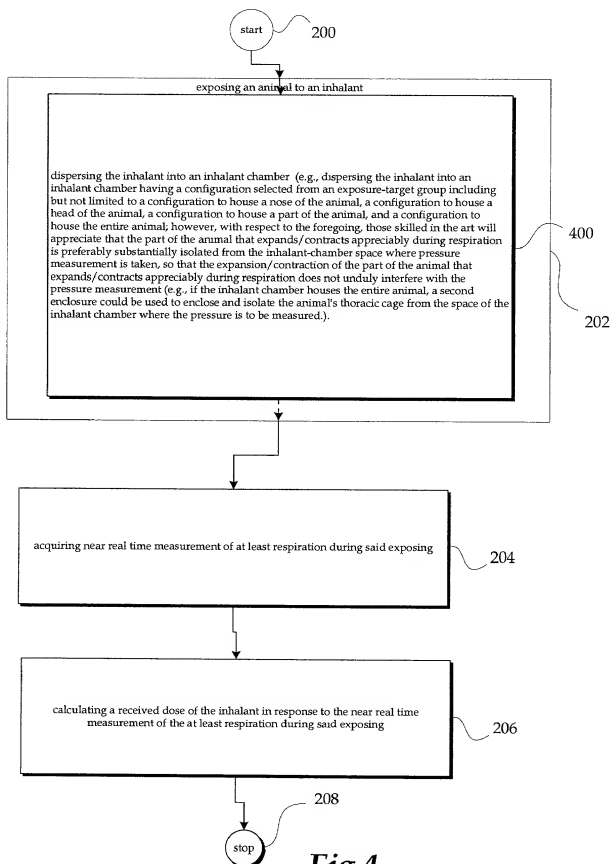 start
200
exposing an animal to an inhalant
dispersing the inhalant into an inhalant chamber (e.g., dispersing the inhalant into an
inhalant chamber having a configuration selected from an exposure-target group including
but not limited to a configuration to house a nose of the animal, a configuration to house a
head of the animal, a configuration to house a part of the animal, and a configuration to
house the entire animal; however, with respect to the foregoing, those skilled in the art will
appreciate that the part of the animal that expands/contracts appreciably during respiration
is preferably substantially isolated from the inhalant-chamber space where pressure
measurement is taken, so that the expansion/contraction of the part of the animal that
expands/contracts appreciably during respiration does not unduly interfere with the
pressure measurement (e.g., if the inhalant chamber houses the entire animal, a second
enclosure could be used to enclose and isolate the animal's thoracic cage from the space of the
inhalant chamber where the pressure is to be measured.).
400
202
acquiring near real time measurement of at least respiration during said exposing
204
calculating a received dose of the inhalant in response to the near real time
measurement of the at least respiration during said exposing
206
208
stop
Fig 4